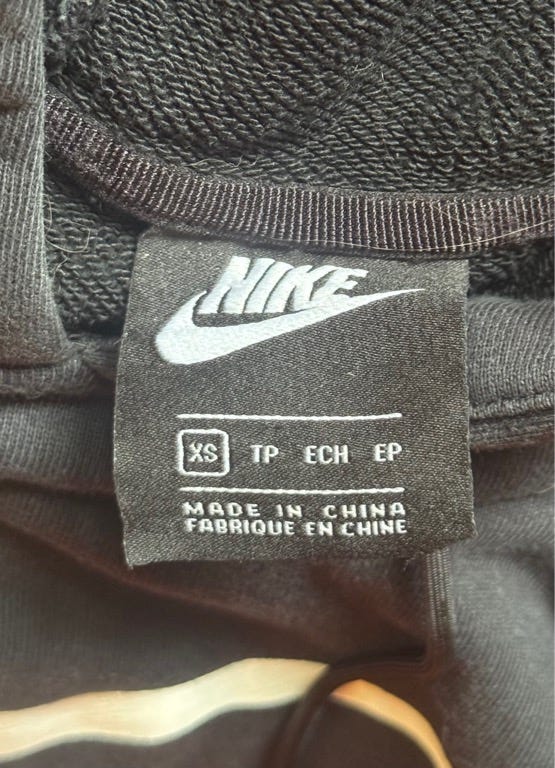 NIKE
XS TP ECH EP
MADE IN CHINA
FABRIQUE EN CHINE